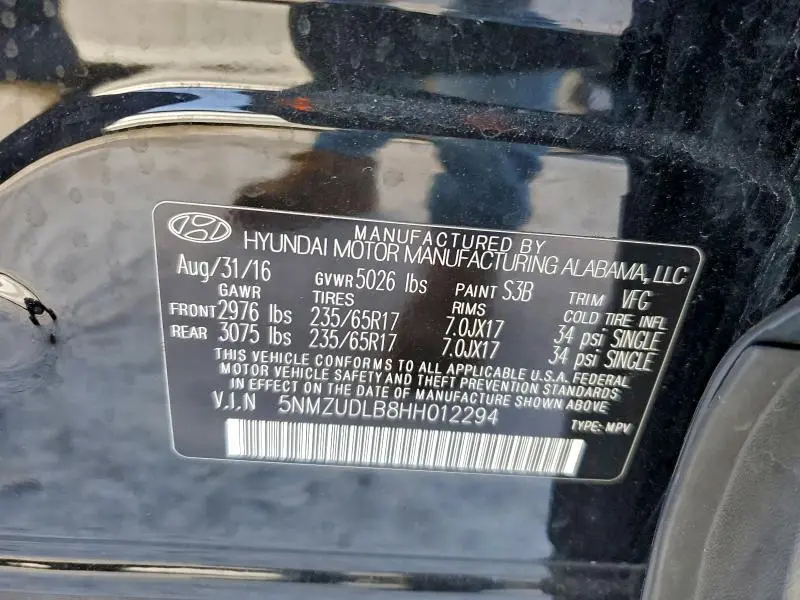 MANUFACTURED BY
HYUNDAI MOTOR MANUFACTURING ALABAMA, LLC
Aug/31/16 GVWR 5026 lbs PAINT S3B TRIM VFG
GAWR TIRES RIMS COLD TIRE INFL
FRONT 2976 lbs 235/65R17 7.0JX17 34 psi SINGLE
REAR 3075 lbs 235/65R17 7.0JX17 34 psi SINGLE
THIS VEHICLE CONFORMS TO ALL APPLICABLE U.S.A. FEDERAL
MOTOR VEHICLE SAFETY AND THEFT PREVENTION STANDARDS
IN EFFECT ON THE DATE OF MANUFACTURE SHOWN ABOVE
V.I.N 5NMZUDLB8HH012294
TYPE: MPV